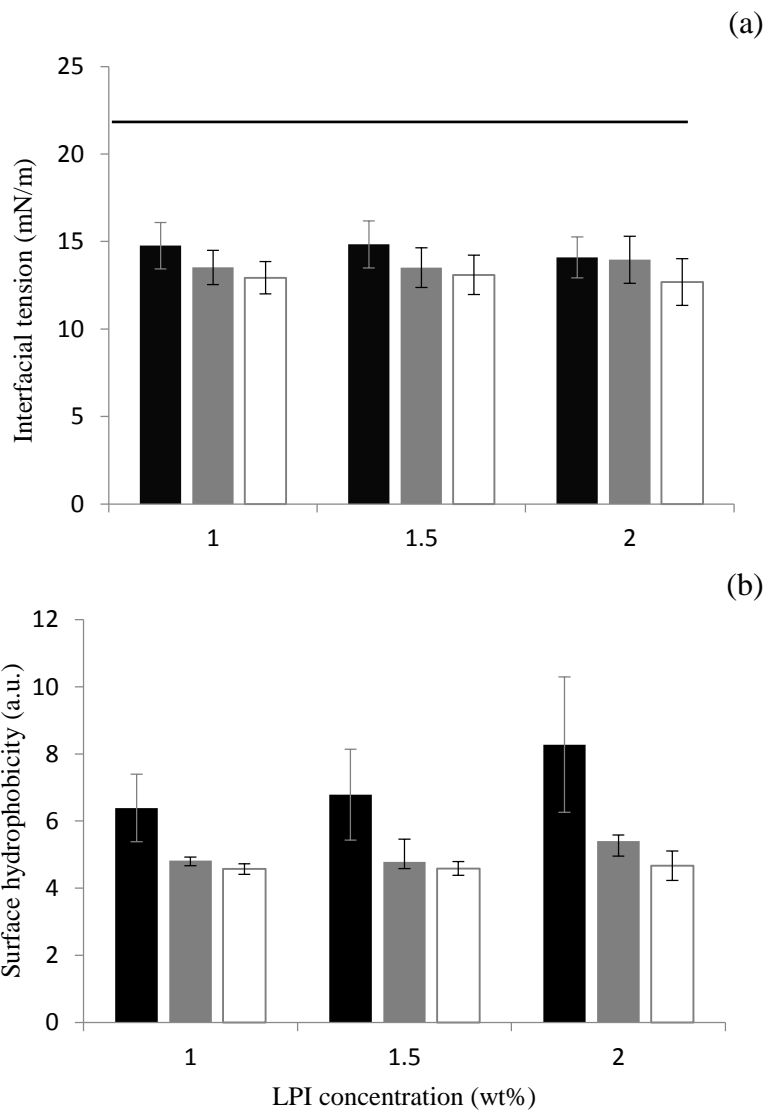 (a)
Interfacial tension (mN/m)
25
20
15
10
5
0
1 1.5 2
(b)
Surface hydrophobicity (a.u.)
12
10
8
6
4
2
0
1 1.5 2
LPI concentration (wt%)